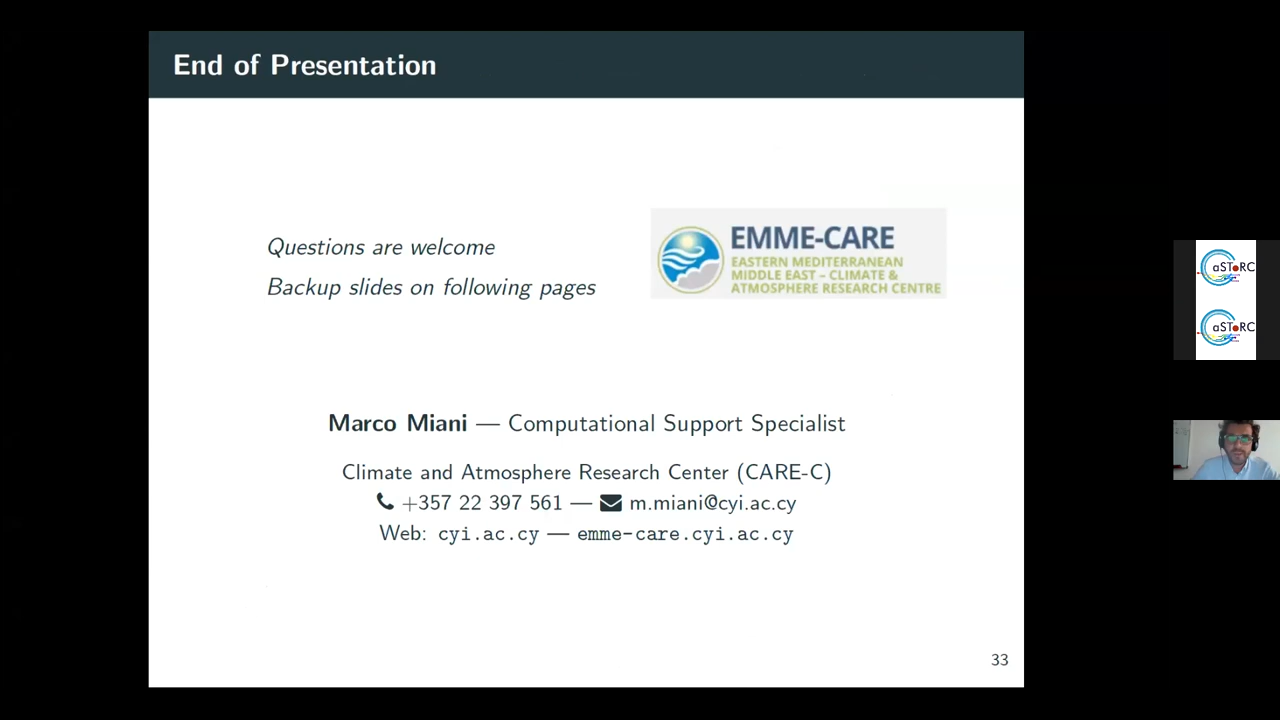 End of Presentation
Questions are welcome
Backup slides on following pages
EMME-CARE
EASTERN MEDITERRANEAN
MIDDLE EAST – CLIMATE &
ATMOSPHERE RESEARCH CENTRE
Marco Miani — Computational Support Specialist
Climate and Atmosphere Research Center (CARE-C)
+357 22 397 561 — m.miani@cyi.ac.cy
Web: cyi.ac.cy — emme-care.cyi.ac.cy
33
aSToRC
aSToRC